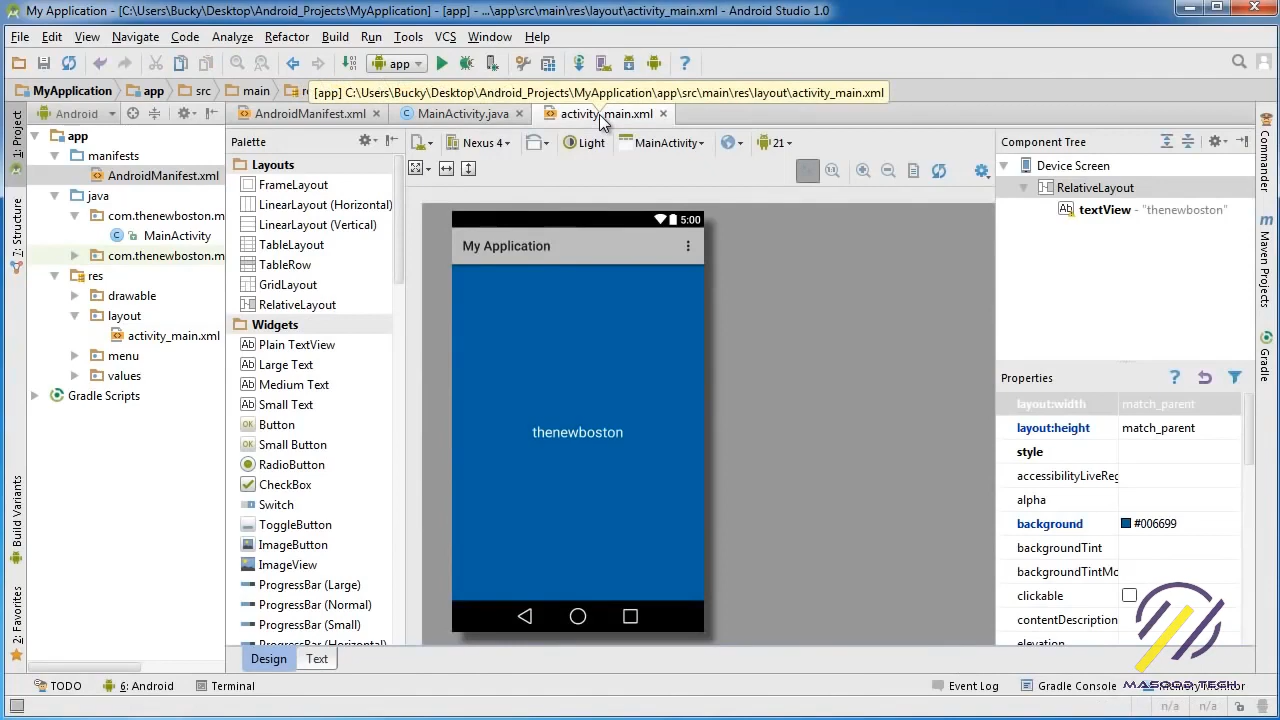 My Application - [C:\Users\Bucky\Desktop\Android_Projects\MyApplication] - [app] - ...\app\src\main\res\layout\activity_main.xml - Android Studio 1.0
File Edit View Navigate Code Analyze Refactor Build Run Tools VCS Window Help
app
MyApplication app src main
[app] C:\Users\Bucky\Desktop\Android_Projects\MyApplication\app\src\main\res\layout\activity_main.xml
Android AndroidManifest.xml MainActivity.java activity_main.xml
1: Project
7: Structure
Build Variants
2: Favorites
app
manifests
AndroidManifest.xml
java
com.thenewboston.m
MainActivity
com.thenewboston.m
res
drawable
layout
activity_main.xml
menu
values
Gradle Scripts
Palette
Layouts
FrameLayout
LinearLayout (Horizontal)
LinearLayout (Vertical)
TableLayout
TableRow
GridLayout
RelativeLayout
Widgets
Plain TextView
Large Text
Medium Text
Small Text
Button
Small Button
RadioButton
CheckBox
Switch
ToggleButton
ImageButton
ImageView
ProgressBar (Large)
ProgressBar (Normal)
ProgressBar (Small)
ProgressBar (Horizontal)
Design Text
Nexus 4 Light MainActivity 21
5:00
My Application
thenewboston
Component Tree
Device Screen
RelativeLayout
textView - "thenewboston"
Properties
layout:width match_parent
layout:height match_parent
style
accessibilityLiveReg
alpha
background #006699
backgroundTint
backgroundTintMo
clickable
contentDescription
elevation
Commander
Maven Projects
Gradle
MASOOD TECH
TODO 6: Android Terminal Event Log Gradle Console Memory Monitor
n/a n/a